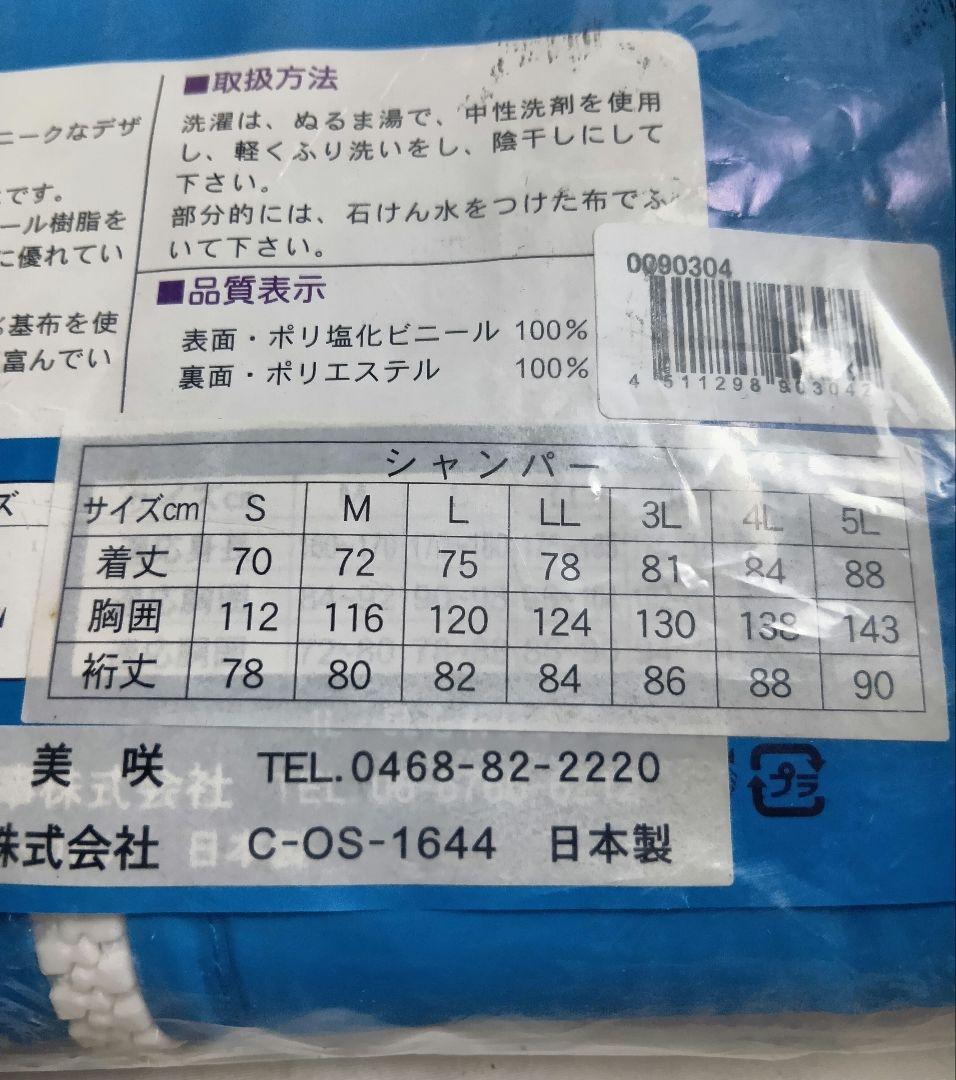 ニークなデザ
とです。
ール樹脂を
に優れてい
%基布を使
富んでい
■取扱方法
洗濯は、ぬるま湯で、中性洗剤を使用
し、軽くふり洗いをし、陰干しにして
下さい。
部分的には、石けん水をつけた布でふ
いて下さい。
■品質表示
表面・ポリ塩化ビニール 100%
裏面・ポリエステル 100%
0090304
4 511298 903042
ズ
シャンパー
サイズcm S M L LL 3L 4L 5L
着丈 70 72 75 78 81 84 88
胸囲 112 116 120 124 130 138 143
裄丈 78 80 82 84 86 88 90
美咲 TEL.0468-82-2220
株式会社 C-OS-1644 日本製
プラ